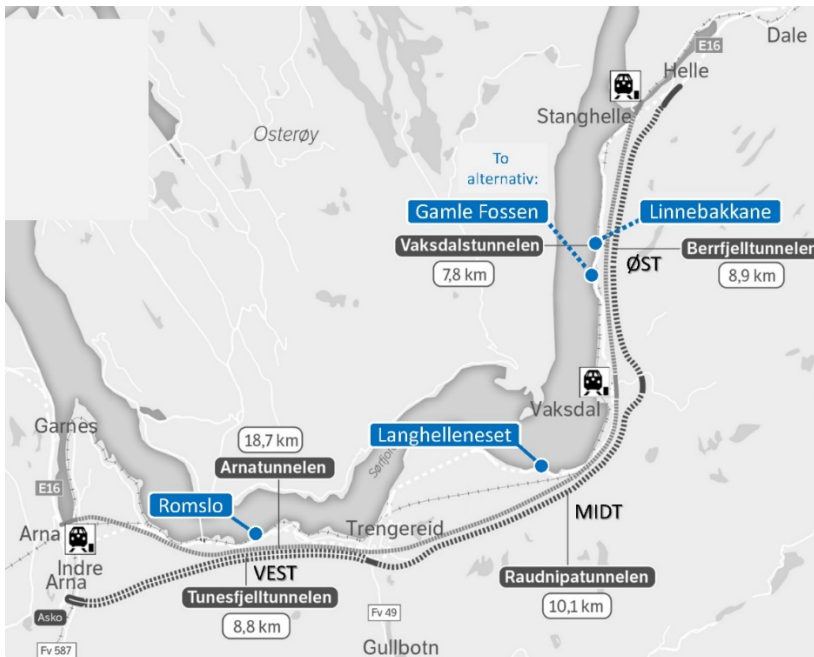 E16
Dale
Helle
Stanghelle
Osterøy
To
alternativ:
Gamle Fossen
Linnebakkane
Vaksdalstunnelen
7,8 km
ØST
Berrfjelltunnelen
8,9 km
Garnes
Vaksdal
18,7 km
Langhelleneset
Arnatunnelen
Sørfjorden
E16
Romslo
Arna
Trengereid
MIDT
Indre
Arna
VEST
Raudnipatunnelen
Tunesfjelltunnelen
10,1 km
Asko
8,8 km
Fv 49
Fv 587
Gullbotn